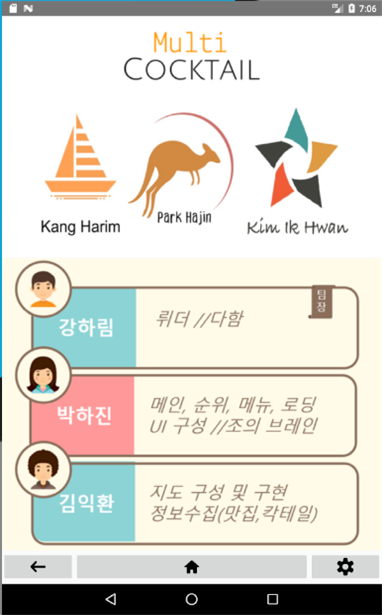 7:06
Multi
COCKTAIL
Kang Harim
Park Hajin
Kim Ik Hwan
팀장
강하림
뤼더 //다함
박하진
메인, 순위, 메뉴, 로딩
UI 구성 //조의 브레인
김익환
지도 구성 및 구현
정보수집(맛집,칵테일)